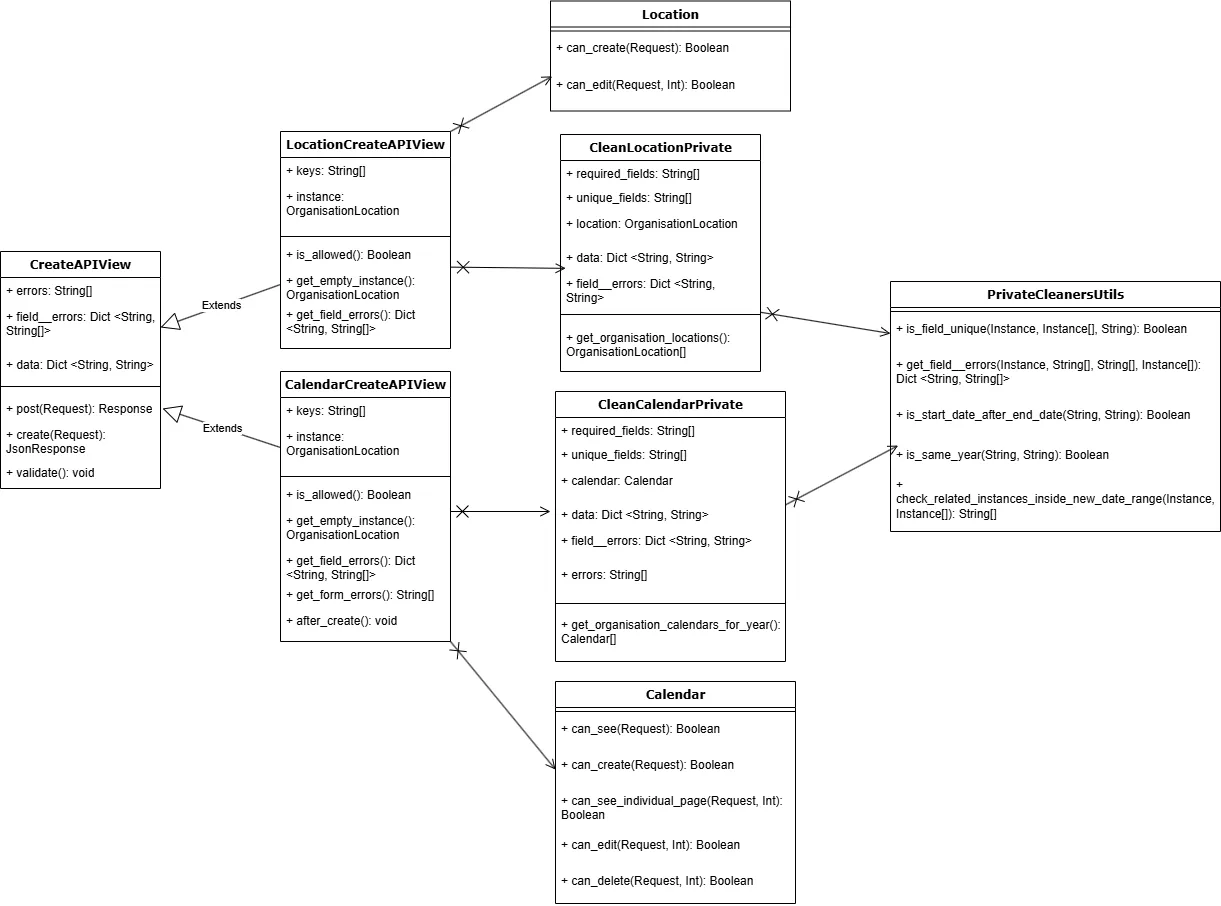 Location
+ can_create(Request): Boolean
+ can_edit(Request, Int): Boolean
LocationCreateAPIView
+ keys: String[]
+ instance:
OrganisationLocation
+ is_allowed(): Boolean
+ get_empty_instance():
OrganisationLocation
+ get_field_errors(): Dict
<String, String[]>
CleanLocationPrivate
+ required_fields: String[]
+ unique_fields: String[]
+ location: OrganisationLocation
+ data: Dict <String, String>
+ field__errors: Dict <String,
String>
+ get_organisation_locations():
OrganisationLocation[]
CreateAPIView
+ errors: String[]
+ field__errors: Dict <String,
String[]>
+ data: Dict <String, String>
+ post(Request): Response
+ create(Request):
JsonResponse
+ validate(): void
Extends
Extends
PrivateCleanersUtils
+ is_field_unique(Instance, Instance[], String): Boolean
+ get_field__errors(Instance, String[], String[], Instance[]):
Dict <String, String[]>
+ is_start_date_after_end_date(String, String): Boolean
+ is_same_year(String, String): Boolean
+
check_related_instances_inside_new_date_range(Instance,
Instance[]): String[]
CalendarCreateAPIView
+ keys: String[]
+ instance:
OrganisationLocation
+ is_allowed(): Boolean
+ get_empty_instance():
OrganisationLocation
+ get_field_errors(): Dict
<String, String[]>
+ get_form_errors(): String[]
+ after_create(): void
CleanCalendarPrivate
+ required_fields: String[]
+ unique_fields: String[]
+ calendar: Calendar
+ data: Dict <String, String>
+ field__errors: Dict <String, String>
+ errors: String[]
+ get_organisation_calendars_for_year():
Calendar[]
Calendar
+ can_see(Request): Boolean
+ can_create(Request): Boolean
+ can_see_individual_page(Request, Int):
Boolean
+ can_edit(Request, Int): Boolean
+ can_delete(Request, Int): Boolean